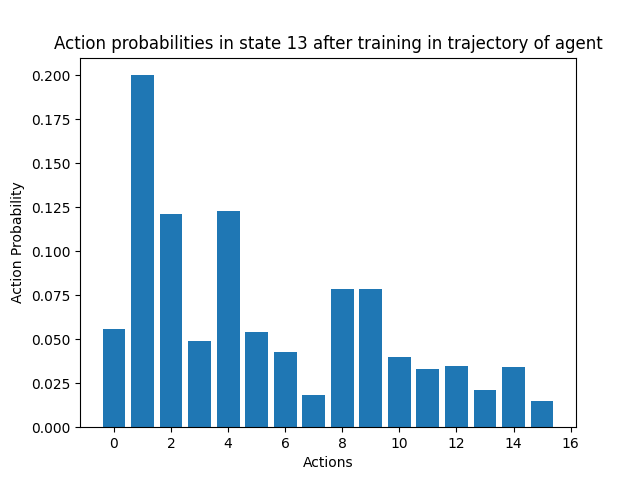 Action probabilities in state 13 after training in trajectory of agent
0.200
0.175
0.150
0.125
0.100
0.075
0.050
0.025
0.000
Action Probability
0 2 4 6 8 10 12 14 16
Actions